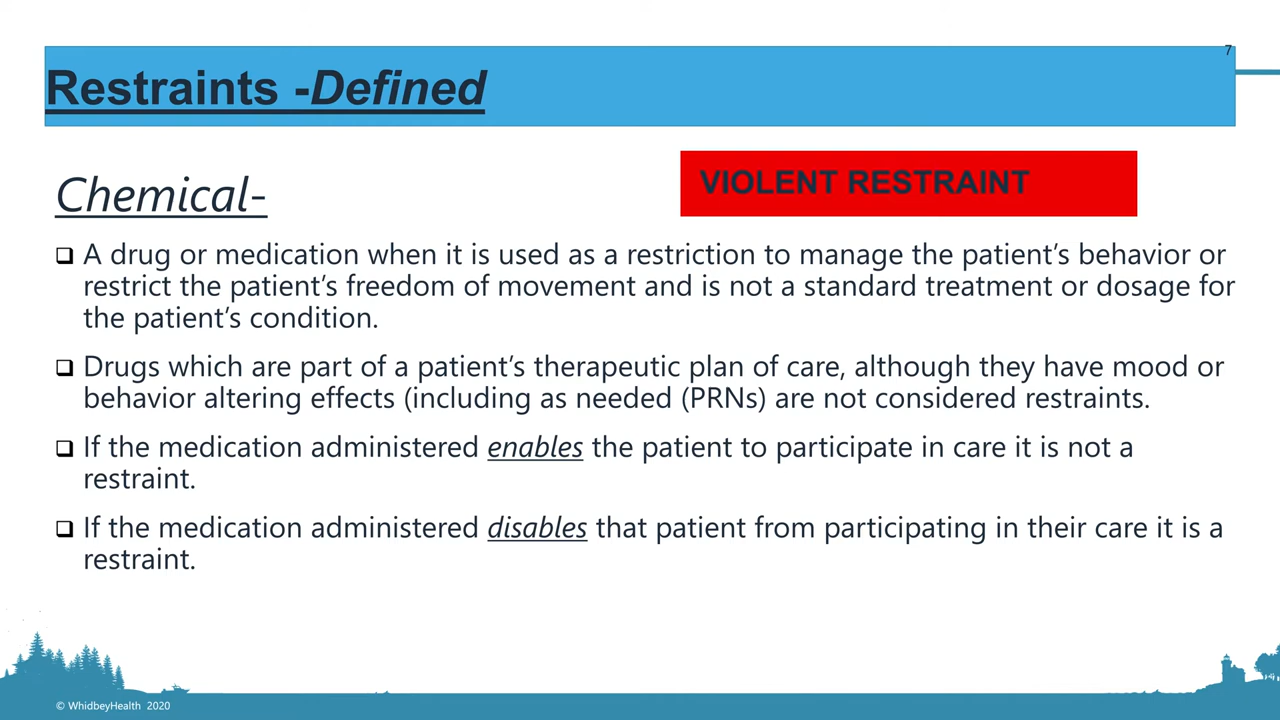 7
Restraints -Defined
VIOLENT RESTRAINT
Chemical-
A drug or medication when it is used as a restriction to manage the patient’s behavior or
restrict the patient’s freedom of movement and is not a standard treatment or dosage for
the patient’s condition.
Drugs which are part of a patient’s therapeutic plan of care, although they have mood or
behavior altering effects (including as needed (PRNs) are not considered restraints.
If the medication administered enables the patient to participate in care it is not a
restraint.
If the medication administered disables that patient from participating in their care it is a
restraint.
© WhidbeyHealth 2020